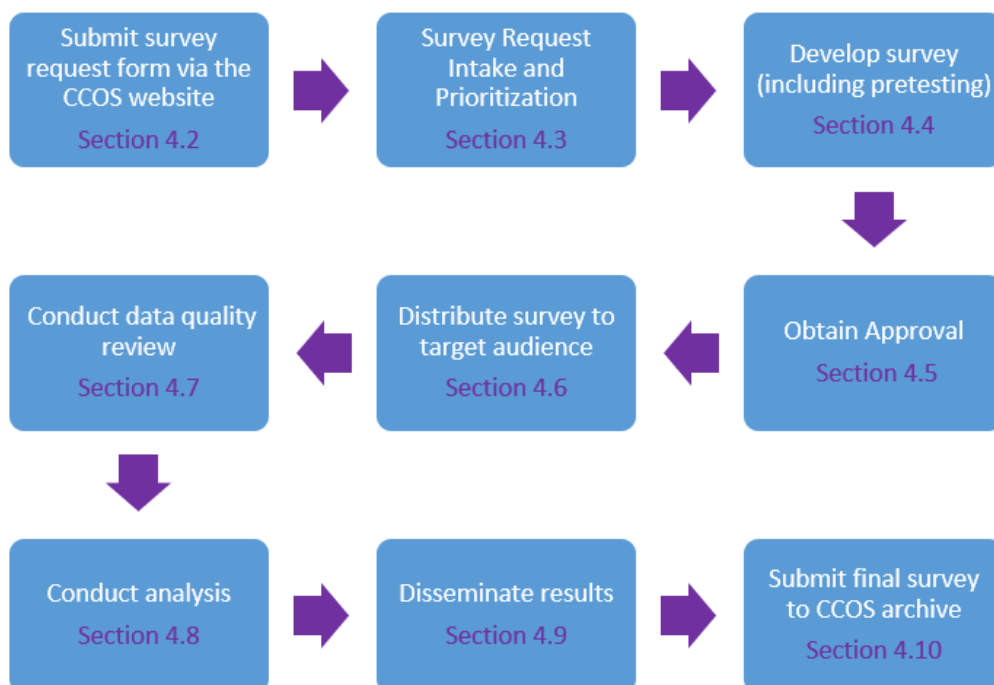 Submit survey
request form via the
CCOS website
Section 4.2
Survey Request
Intake and
Prioritization
Section 4.3
Develop survey
(including pretesting)
Section 4.4
Obtain Approval
Section 4.5
Distribute survey to
target audience
Section 4.6
Conduct data quality
review
Section 4.7
Conduct analysis
Section 4.8
Disseminate results
Section 4.9
Submit final survey
to CCOS archive
Section 4.10